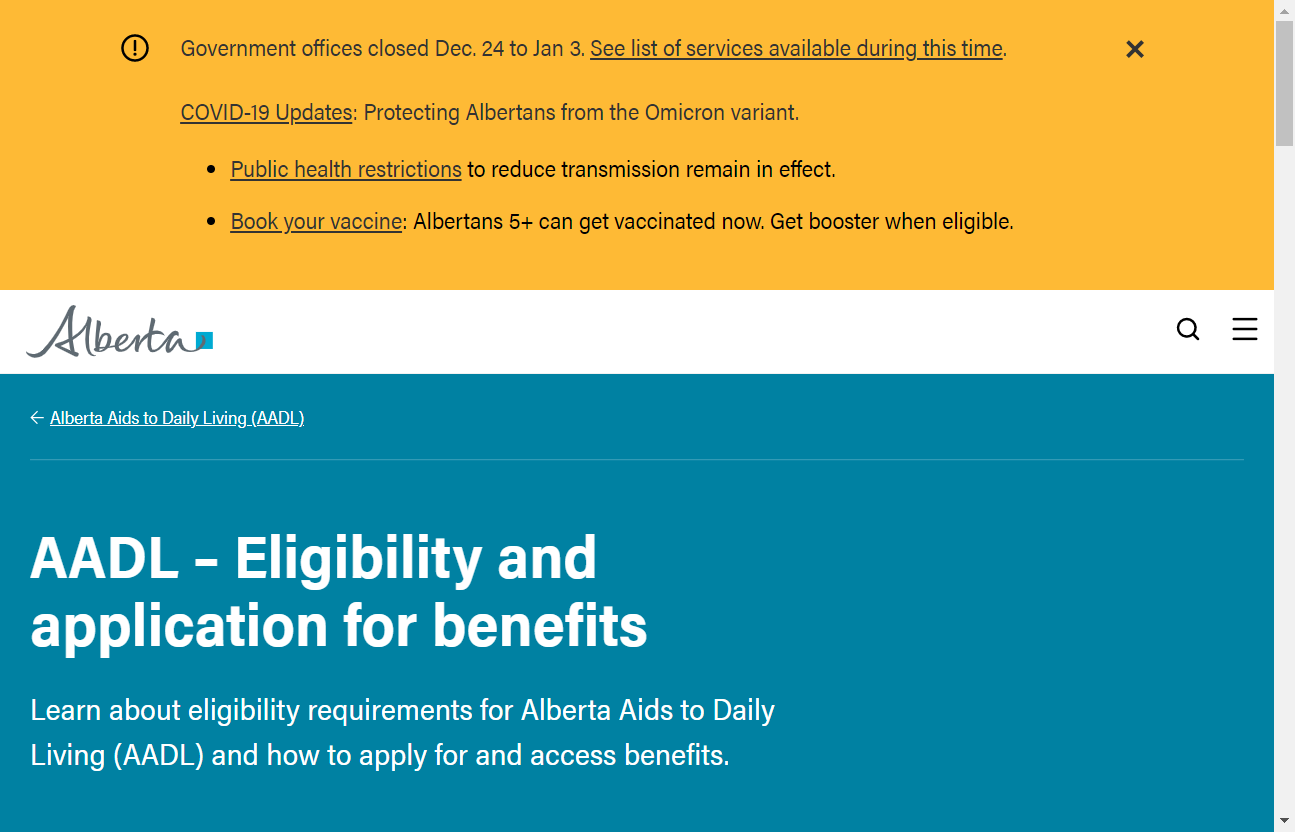 Government offices closed Dec. 24 to Jan 3. See list of services available during this time.
COVID-19 Updates: Protecting Albertans from the Omicron variant.
• Public health restrictions to reduce transmission remain in effect.
• Book your vaccine: Albertans 5+ can get vaccinated now. Get booster when eligible.
Alberta
Alberta Aids to Daily Living (AADL)
AADL – Eligibility and
application for benefits
Learn about eligibility requirements for Alberta Aids to Daily
Living (AADL) and how to apply for and access benefits.